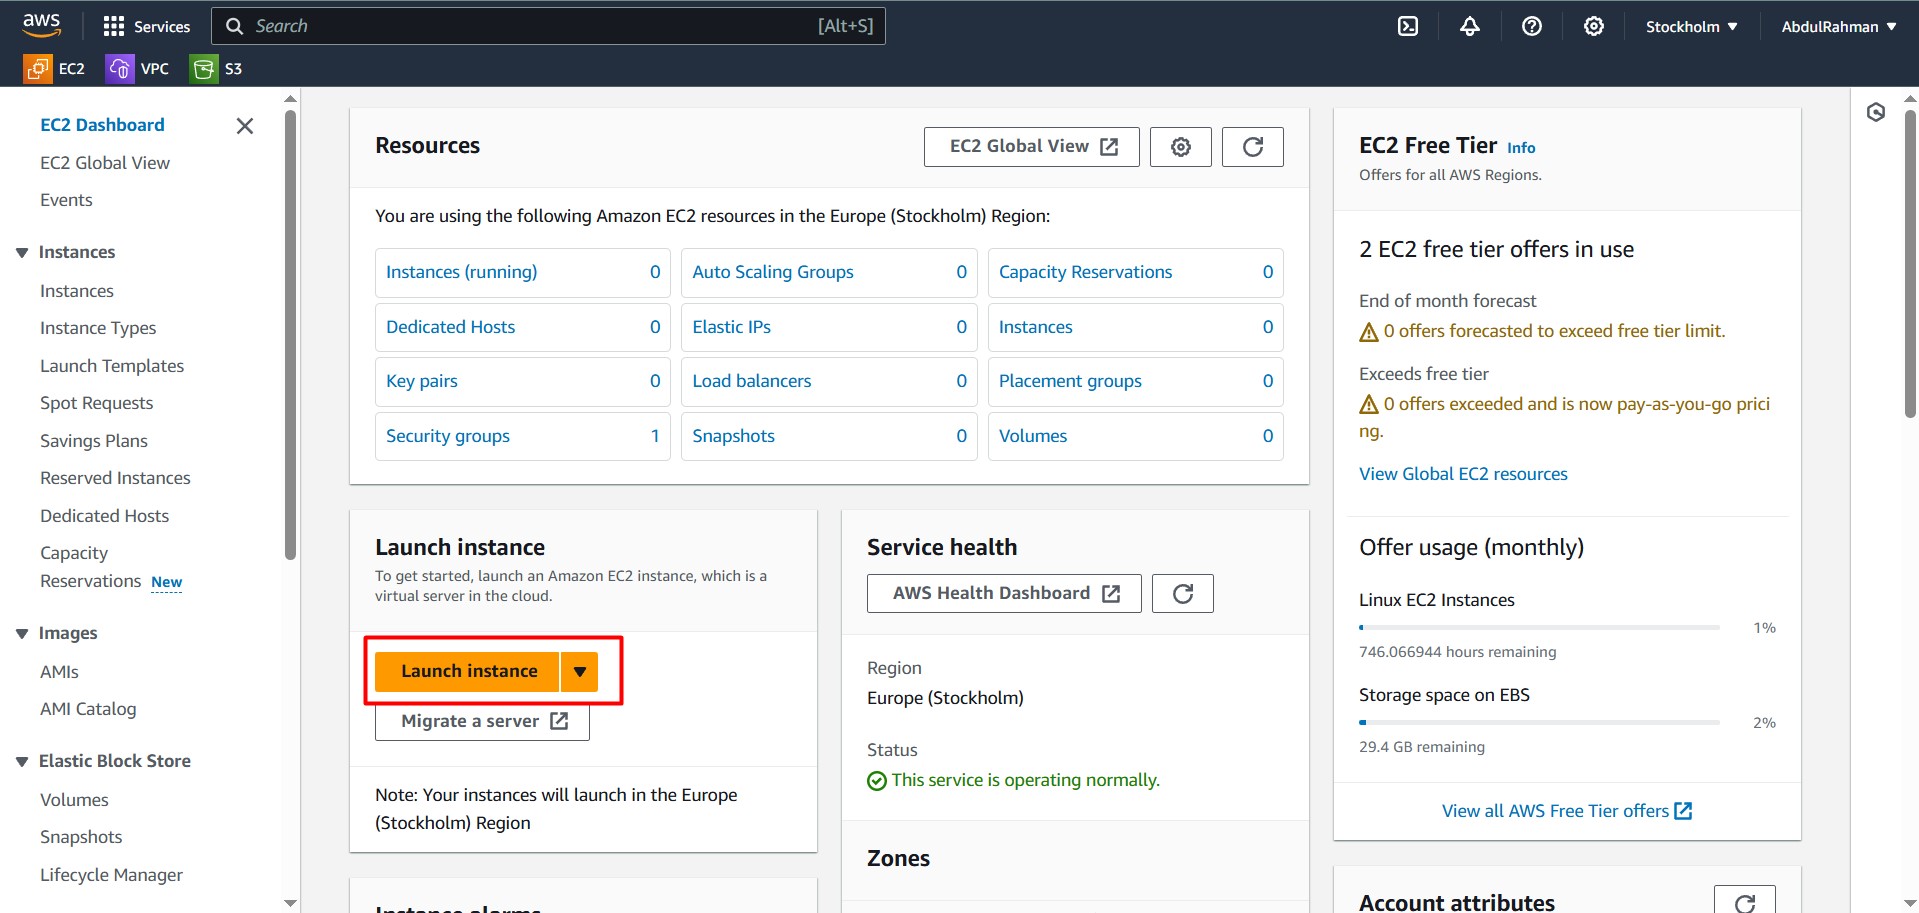 aws
Services
Search
[Alt+S]
Stockholm
AbdulRahman
EC2
VPC
S3
EC2 Dashboard
EC2 Global View
Events
Instances
Instances
Instance Types
Launch Templates
Spot Requests
Savings Plans
Reserved Instances
Dedicated Hosts
Capacity
Reservations New
Images
AMIs
AMI Catalog
Elastic Block Store
Volumes
Snapshots
Lifecycle Manager
Resources
EC2 Global View
You are using the following Amazon EC2 resources in the Europe (Stockholm) Region:
Instances (running) 0
Auto Scaling Groups 0
Capacity Reservations 0
Dedicated Hosts 0
Elastic IPs 0
Instances 0
Key pairs 0
Load balancers 0
Placement groups 0
Security groups 1
Snapshots 0
Volumes 0
Launch instance
To get started, launch an Amazon EC2 instance, which is a
virtual server in the cloud.
Launch instance
Migrate a server
Note: Your instances will launch in the Europe
(Stockholm) Region
Instance alarms
Service health
AWS Health Dashboard
Region
Europe (Stockholm)
Status
This service is operating normally.
Zones
EC2 Free Tier Info
Offers for all AWS Regions.
2 EC2 free tier offers in use
End of month forecast
0 offers forecasted to exceed free tier limit.
Exceeds free tier
0 offers exceeded and is now pay-as-you-go prici
ng.
View Global EC2 resources
Offer usage (monthly)
Linux EC2 Instances
1%
746.066944 hours remaining
Storage space on EBS
2%
29.4 GB remaining
View all AWS Free Tier offers
Account attributes